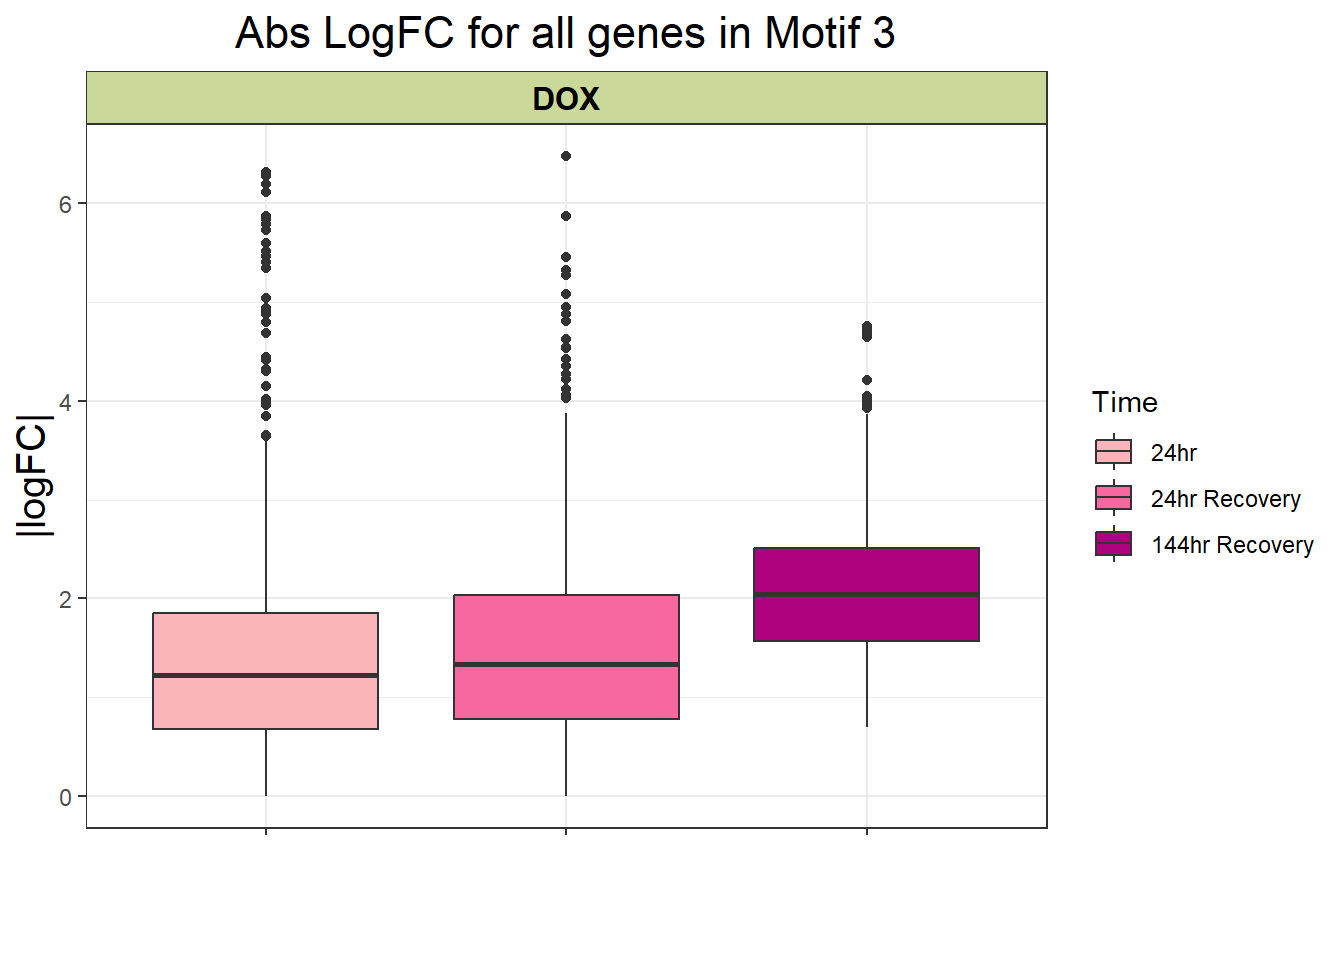 Abs LogFC for all genes in Motif 3
DOX
|logFC|
6
4
2
0
Time
24hr
24hr Recovery
144hr Recovery